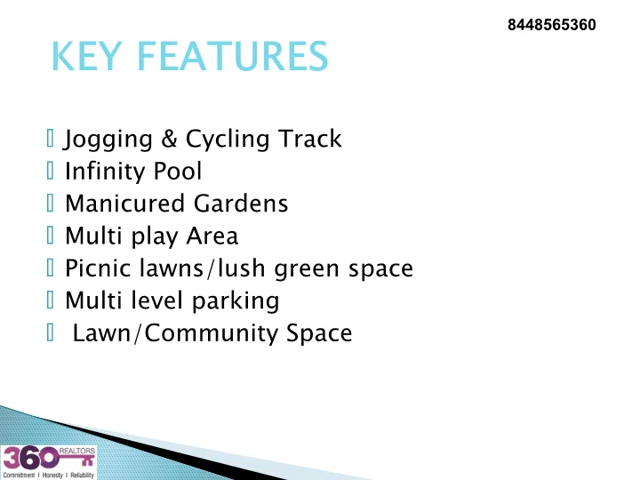 8448565360
KEY FEATURES
Jogging & Cycling Track
Infinity Pool
Manicured Gardens
Multi play Area
Picnic lawns/lush green space
Multi level parking
Lawn/Community Space
360 REALTORS
Commitment | Honesty | Reliability